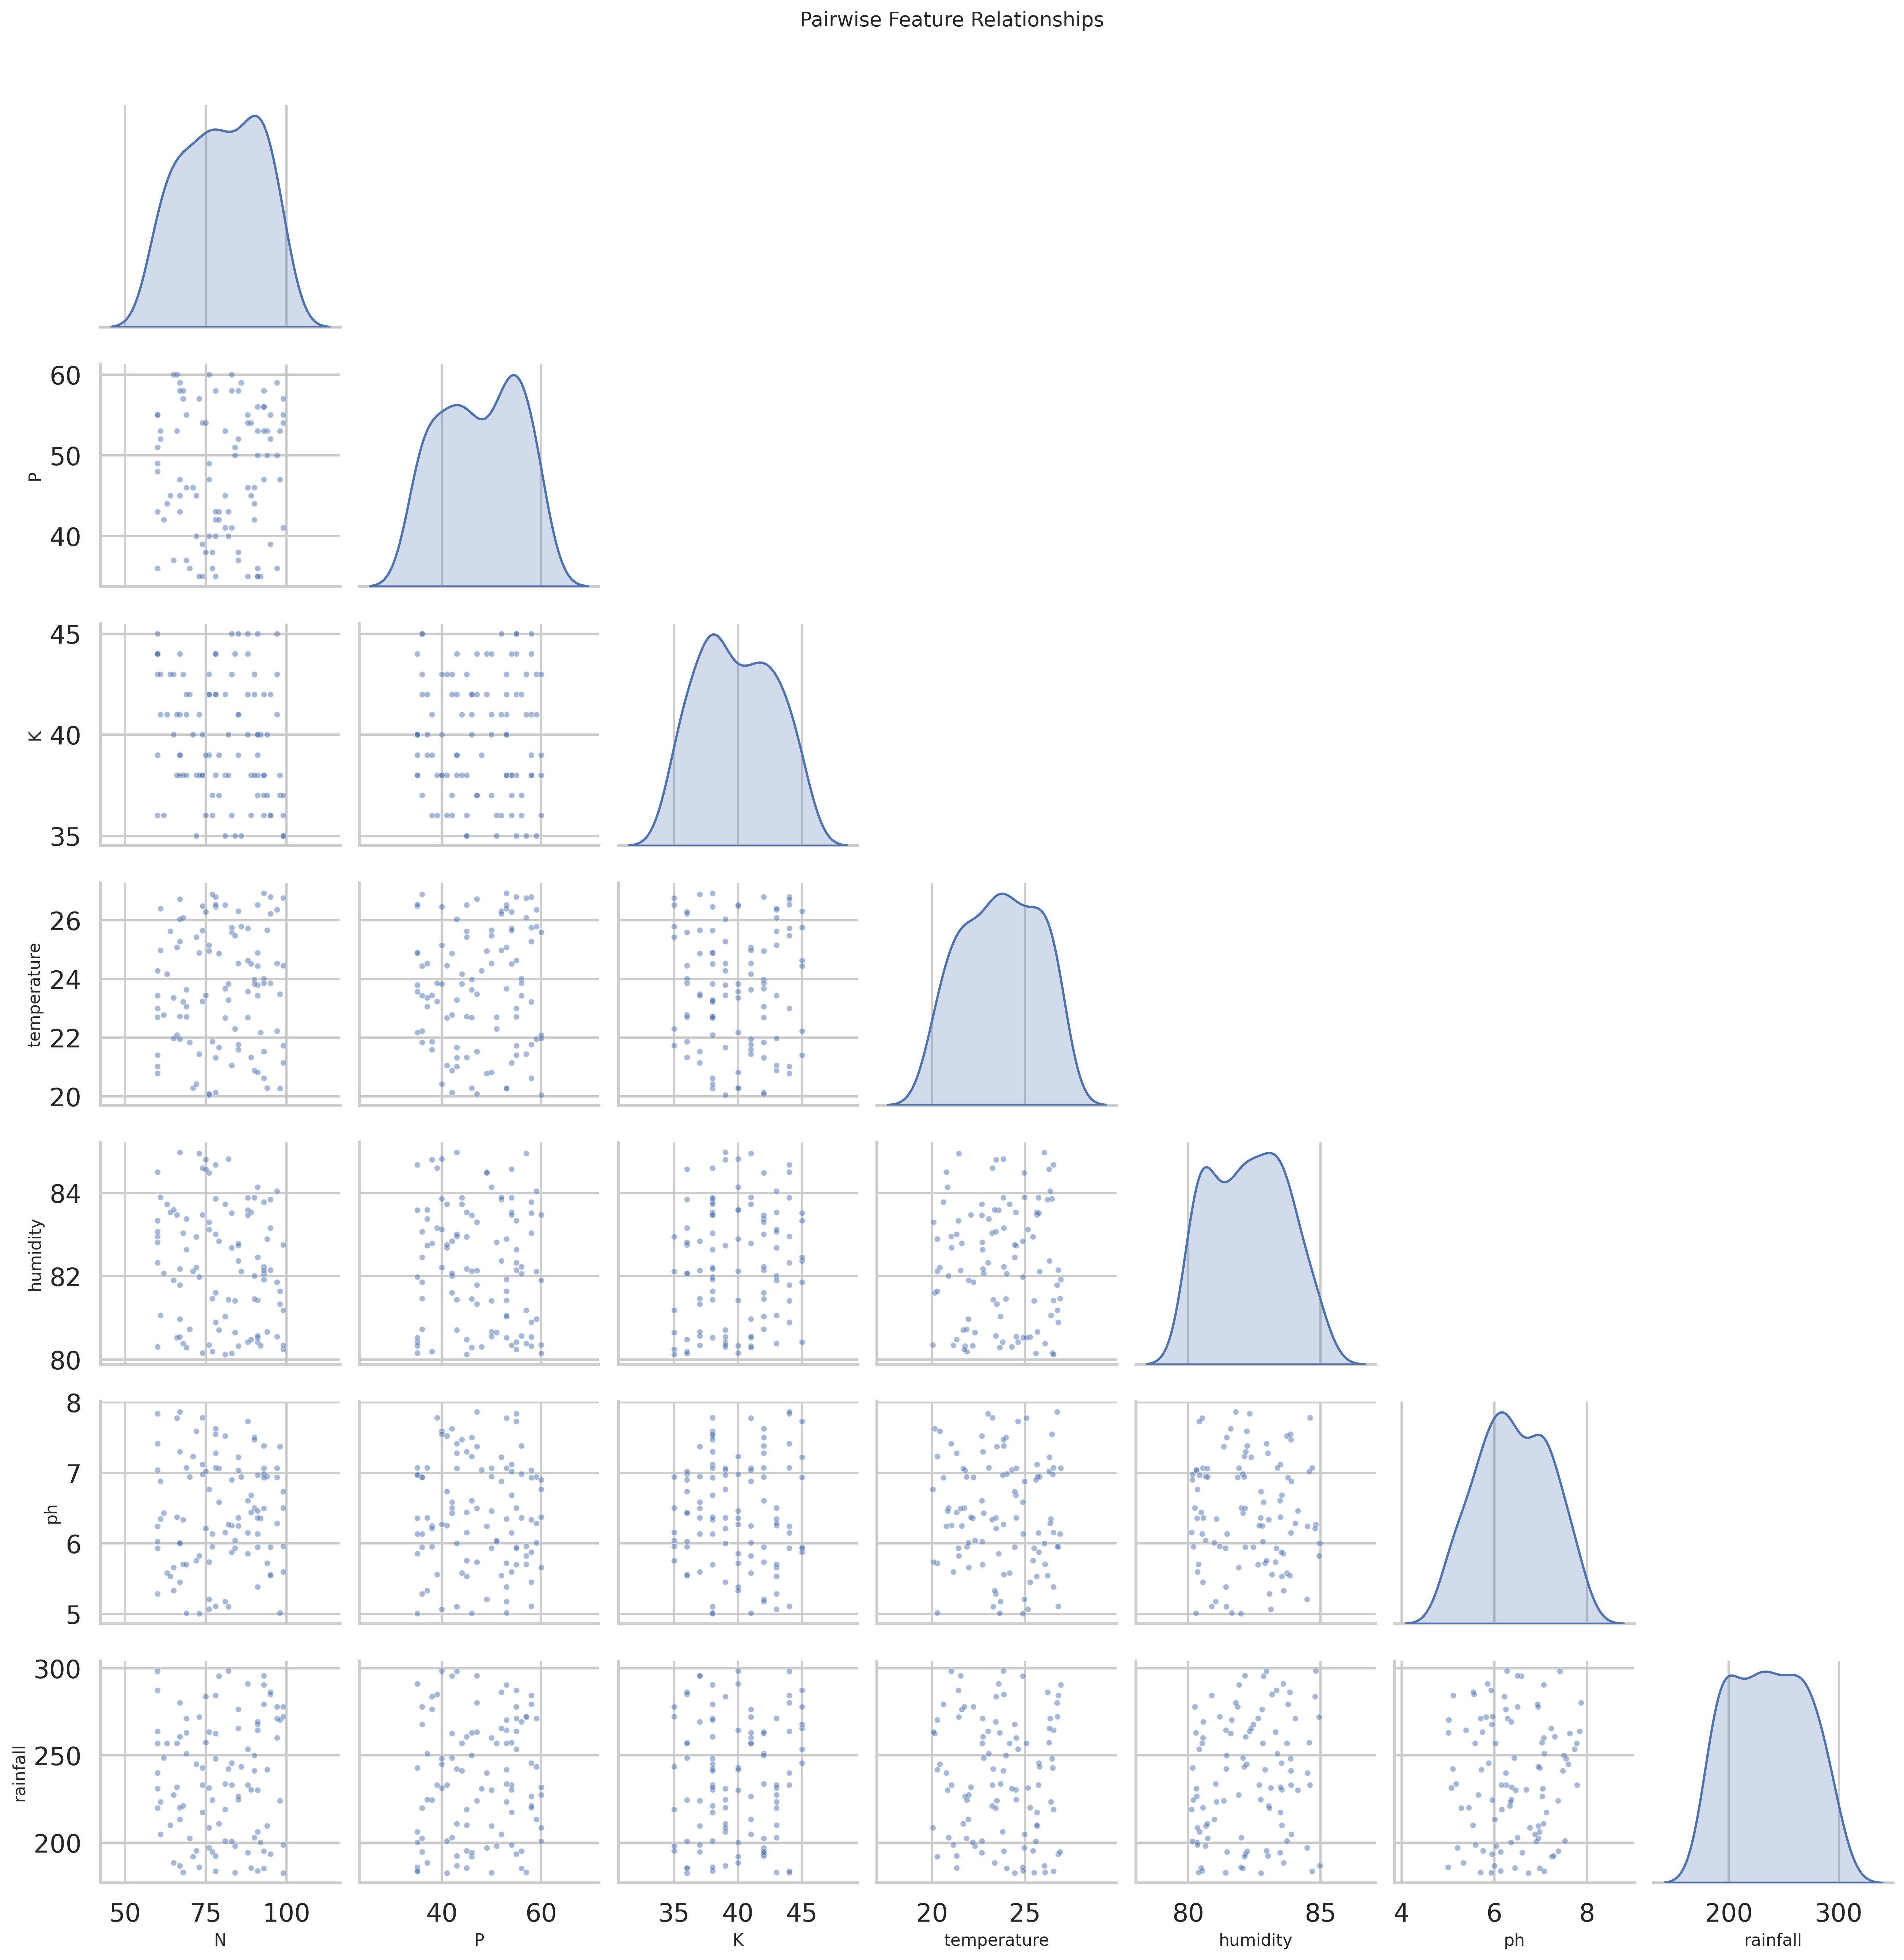 Pairwise Feature Relationships
60
50
40
P
45
40
35
K
26
24
22
20
temperature
84
82
80
humidity
8
7
6
5
ph
300
250
200
rainfall
50 75 100 40 60 35 40 45 20 25 80 85 4 6 8 200 300
N P K temperature humidity ph rainfall